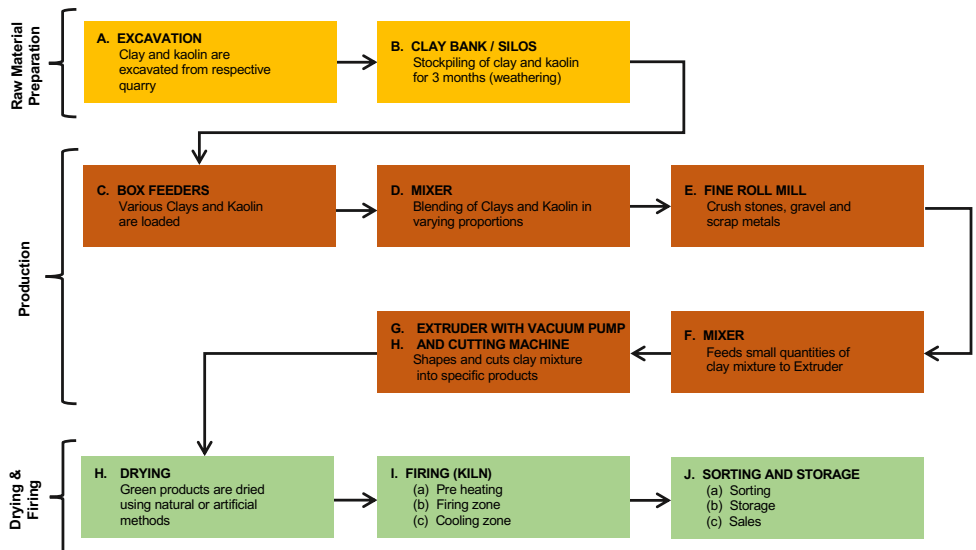 Raw Material
Preparation
A. EXCAVATION
Clay and kaolin are
excavated from respective
quarry
B. CLAY BANK / SILOS
Stockpiling of clay and kaolin
for 3 months (weathering)
Production
C. BOX FEEDERS
Various Clays and Kaolin
are loaded
D. MIXER
Blending of Clays and Kaolin in
varying proportions
E. FINE ROLL MILL
Crush stones, gravel and
scrap metals
F. MIXER
Feeds small quantities of
clay mixture to Extruder
G. EXTRUDER WITH VACUUM PUMP
H. AND CUTTING MACHINE
Shapes and cuts clay mixture
into specific products
Drying &
Firing
H. DRYING
Green products are dried
using natural or artificial
methods
I. FIRING (KILN)
(a) Pre heating
(b) Firing zone
(c) Cooling zone
J. SORTING AND STORAGE
(a) Sorting
(b) Storage
(c) Sales